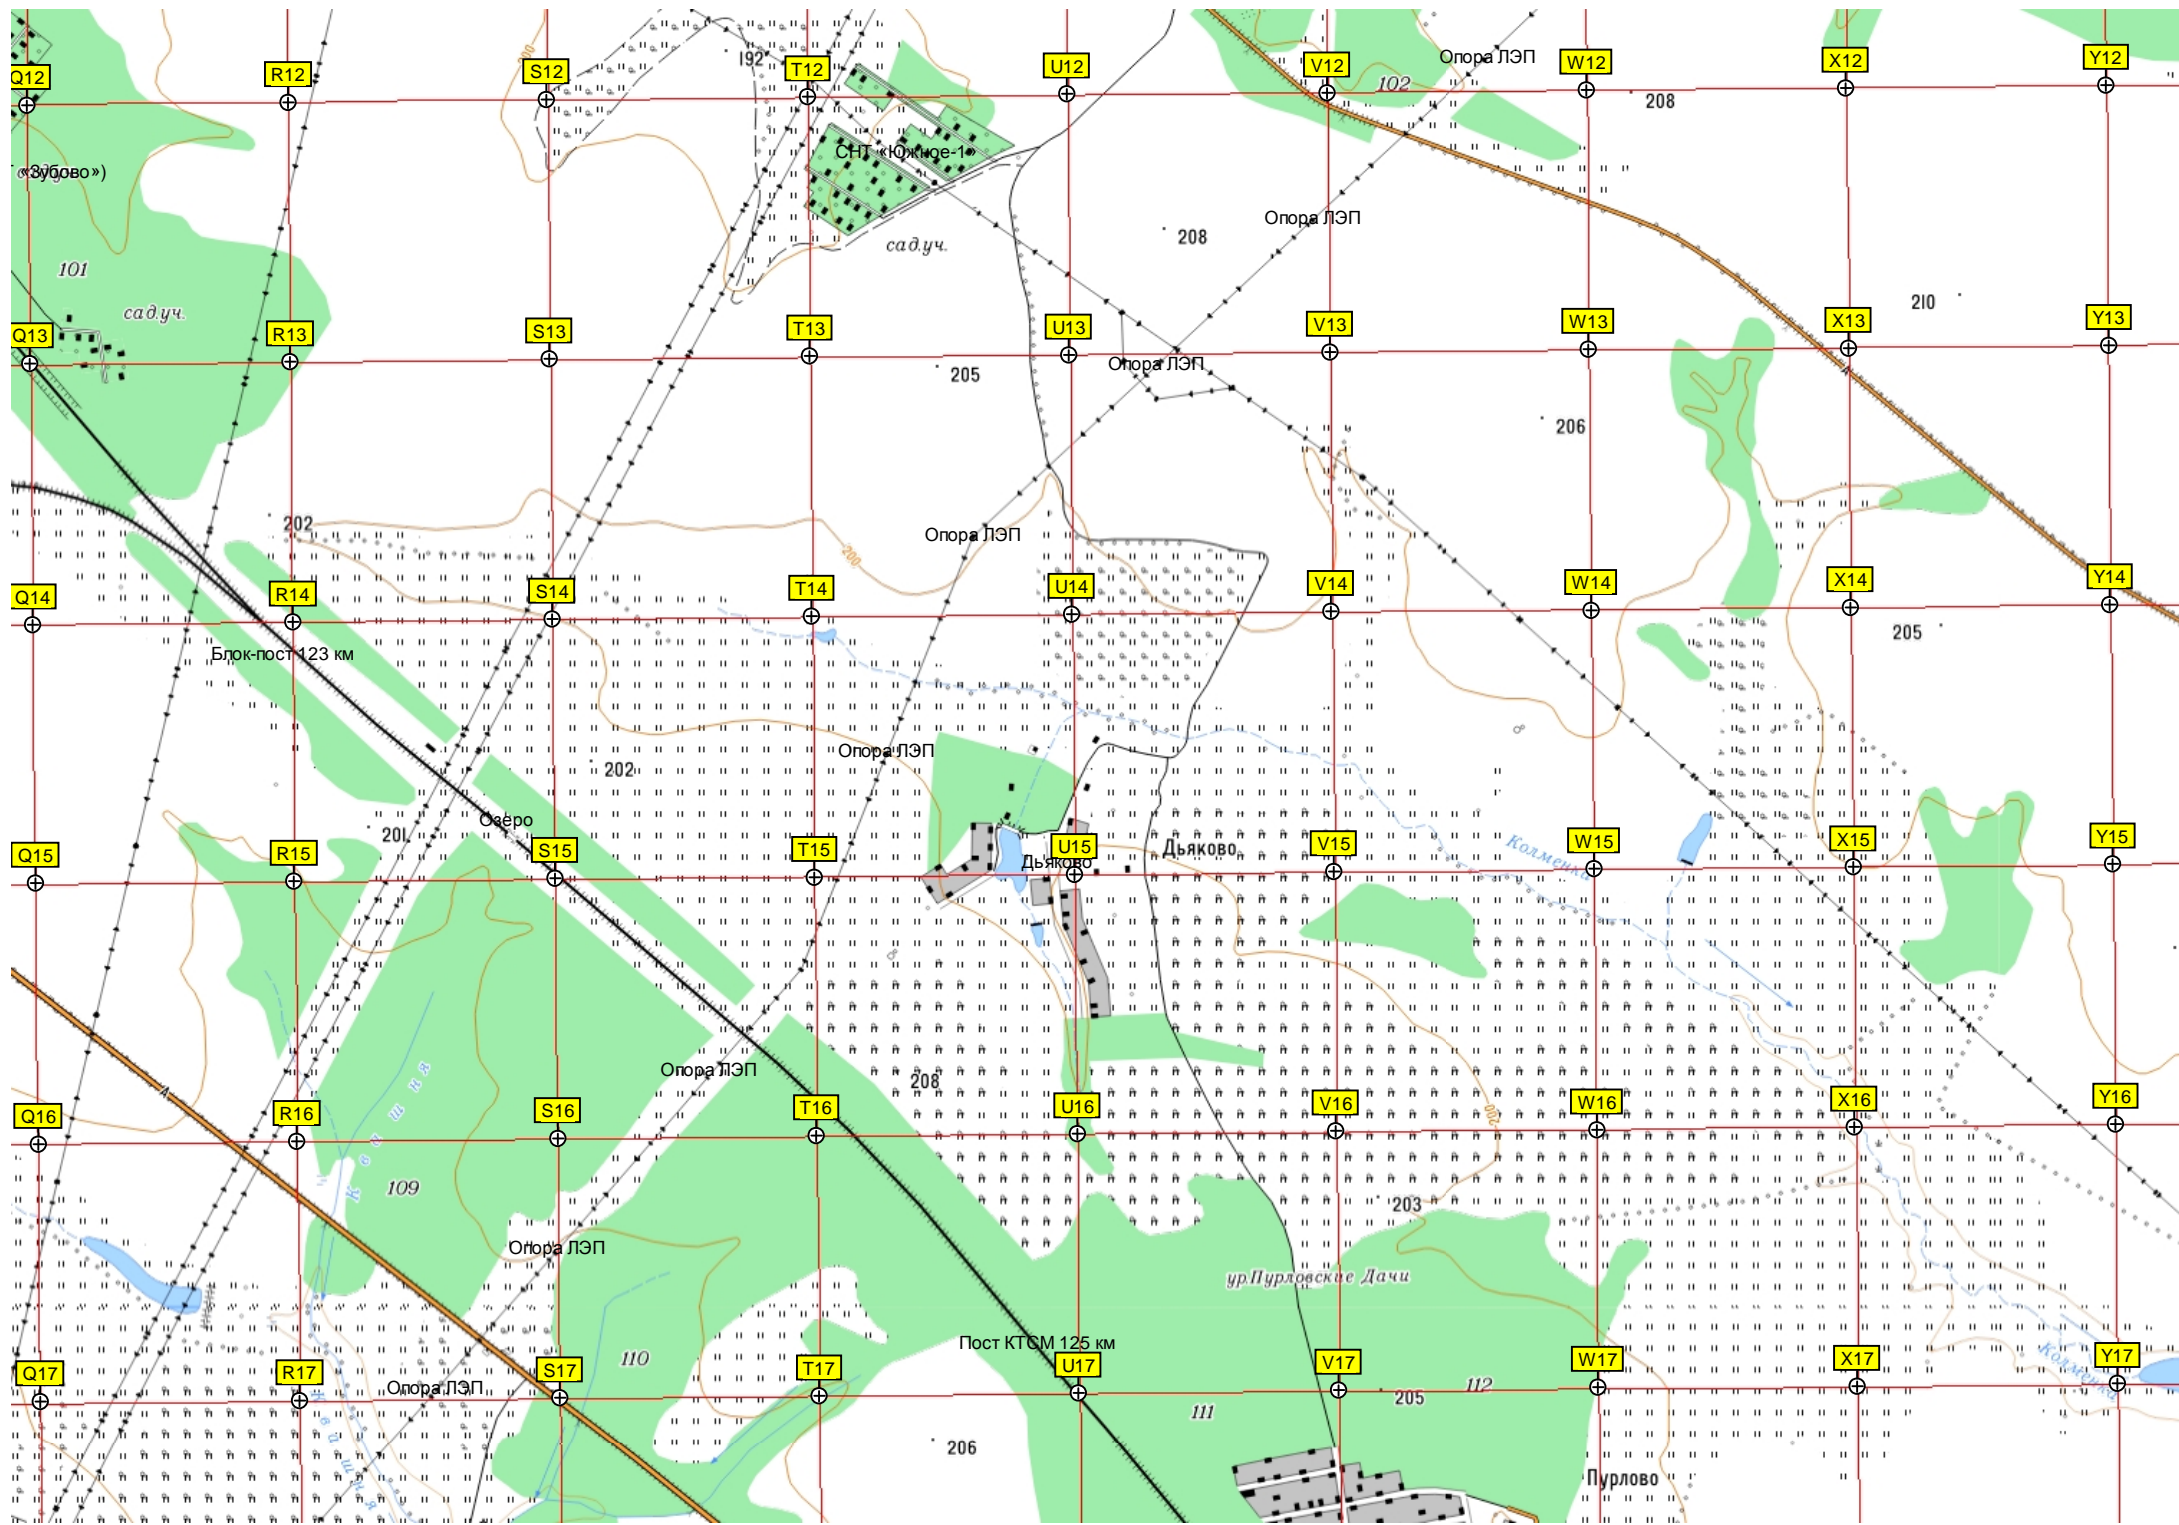 200
192
Q12
R12
S12
T12
U12
V12
102
Опора ЛЭП
W12
208
X12
Y12
СНТ «Южное-1»
«Зубово»)
Опора ЛЭП
сад.уч.
208
101
сад.уч.
210
Q13
R13
S13
T13
U13
V13
W13
X13
Y13
A
Опора ЛЭП
205
206
202
Опора ЛЭП
200
Q14
R14
S14
T14
U14
V14
W14
X14
Y14
205
Блок-пост 123 км
Опора ЛЭП
202
Озеро
201
Q15
R15
S15
T15
U15
Дьяково
Дьяково
V15
Колменка
W15
X15
Y15
Опора ЛЭП
208
A
Квашня
Q16
R16
S16
T16
U16
V16
200
W16
X16
Y16
109
203
Опора ЛЭП
ур.Пурловские Дачи
Пост КТСМ 125 км
110
Колменка
Q17
R17
Опора ЛЭП
S17
T17
U17
V17
205
112
W17
X17
Y17
111
Квашня
206
Пурлово